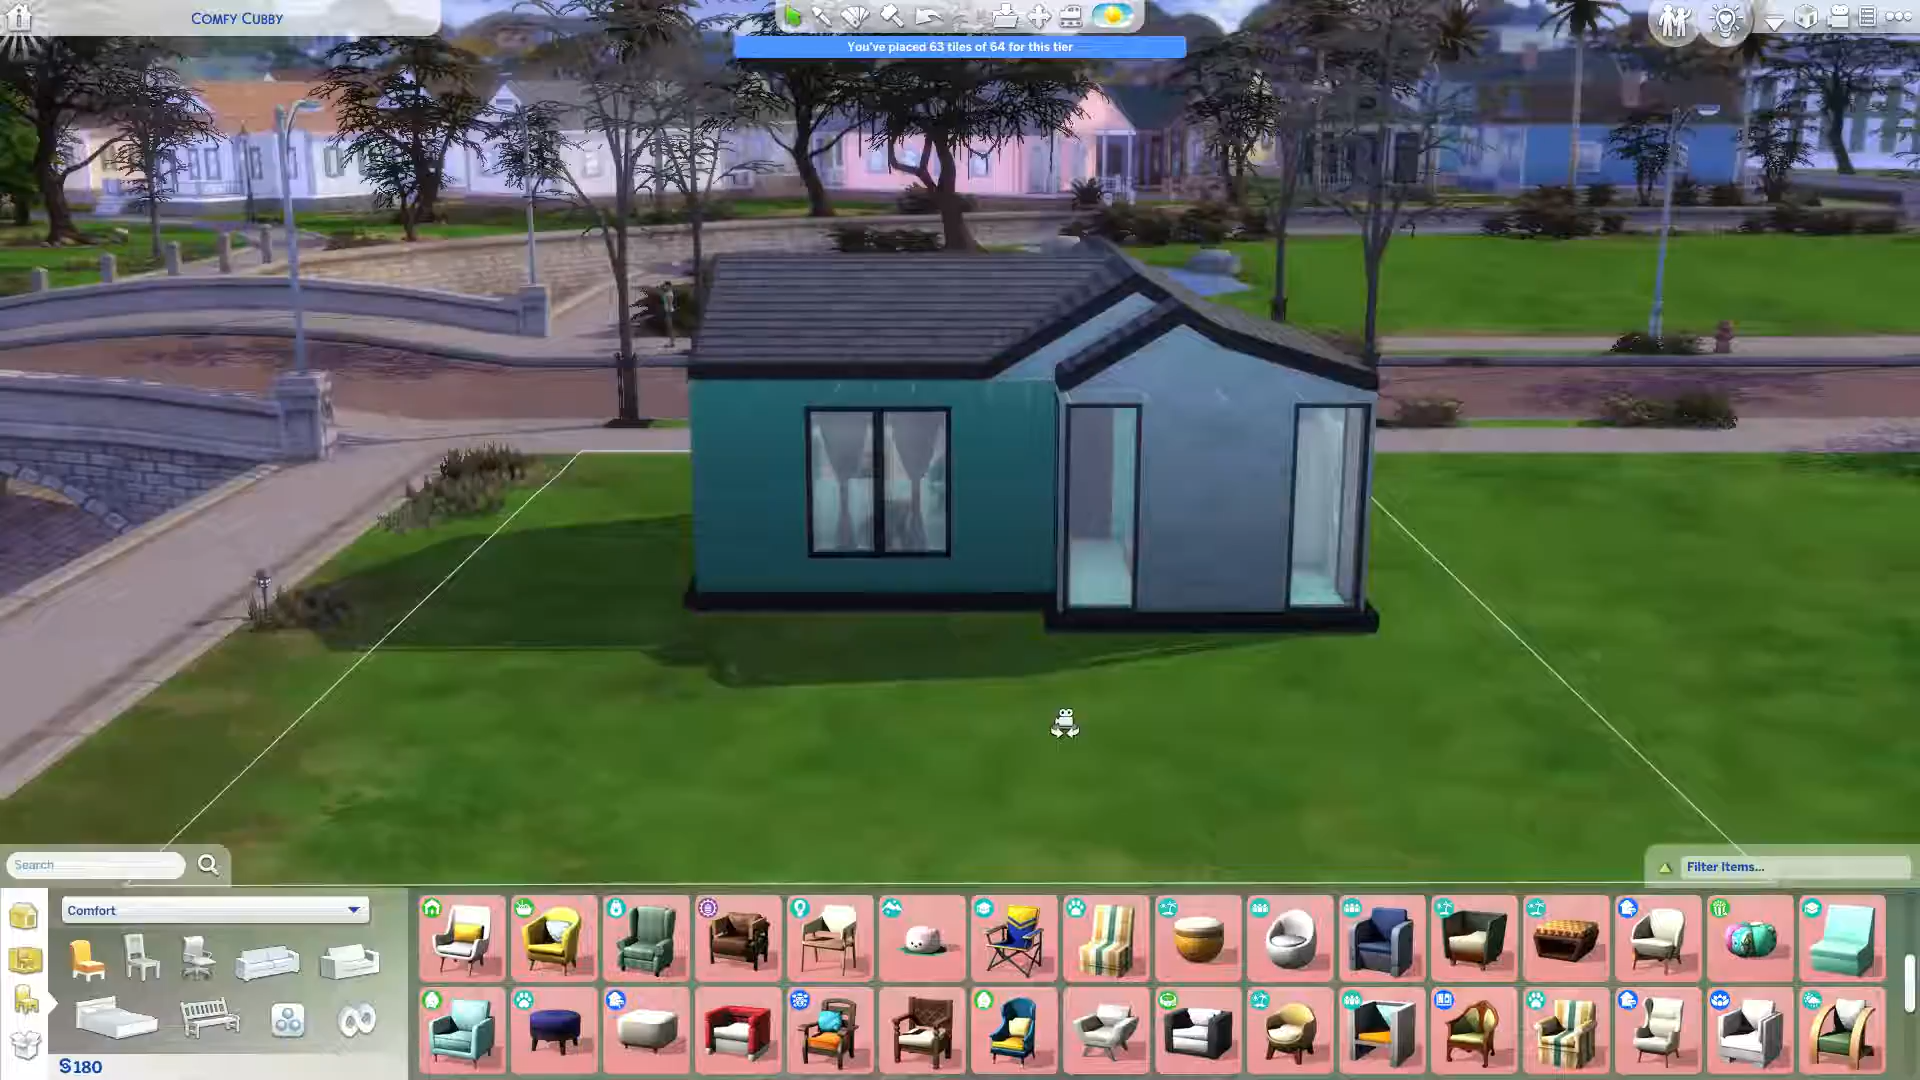 Comfy Cubby
You've placed 63 tiles of 64 for this tier
Search
Filter Items...
Comfort
§180